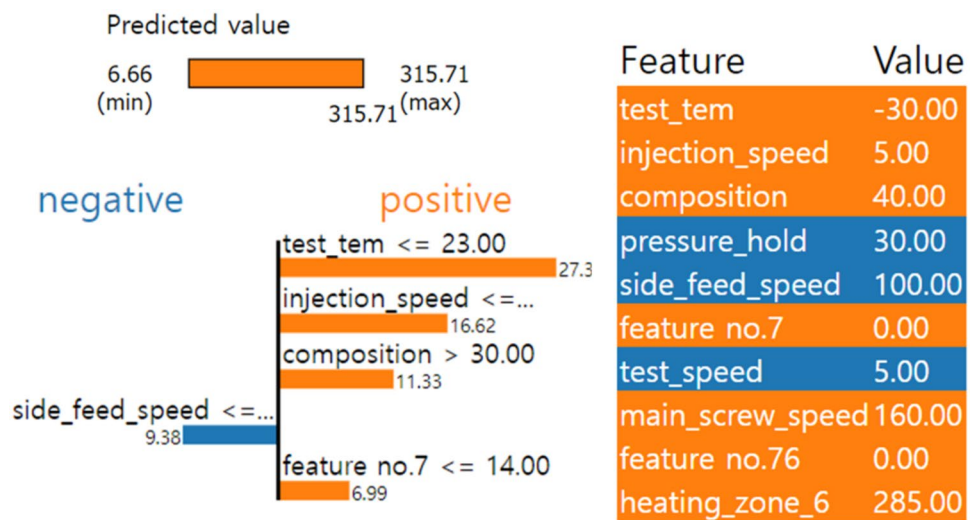 Predicted value
6.66
(min)
315.71
(max)
315.71
negative
positive
test_tem <= 23.00
27.3
injection_speed <=...
16.62
composition > 30.00
11.33
side_feed_speed <=...
9.38
feature no.7 <= 14.00
6.99
Feature Value
test_tem -30.00
injection_speed 5.00
composition 40.00
pressure_hold 30.00
side_feed_speed 100.00
feature no.7 0.00
test_speed 5.00
main_screw_speed 160.00
feature no.76 0.00
heating_zone_6 285.00